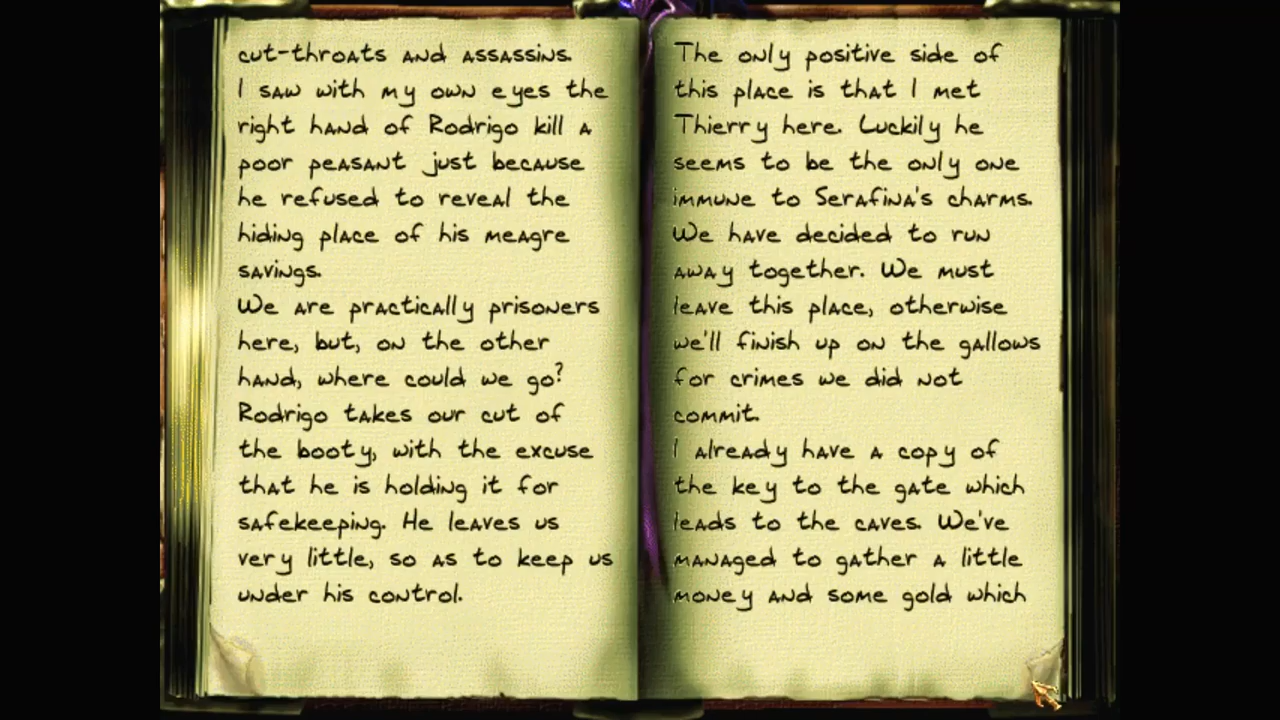 cut-throats and assassins.
I saw with my own eyes the
right hand of Rodrigo kill a
poor peasant just because
he refused to reveal the
hiding place of his meagre
savings.
We are practically prisoners
here, but, on the other
hand, where could we go?
Rodrigo takes our cut of
the booty, with the excuse
that he is holding it for
safekeeping. He leaves us
very little, so as to keep us
under his control.
The only positive side of
this place is that I met
Thierry here. Luckily he
seems to be the only one
immune to Serafina's charms.
We have decided to run
away together. We must
leave this place, otherwise
we'll finish up on the gallows
for crimes we did not
commit.
I already have a copy of
the key to the gate which
leads to the caves. We've
managed to gather a little
money and some gold which